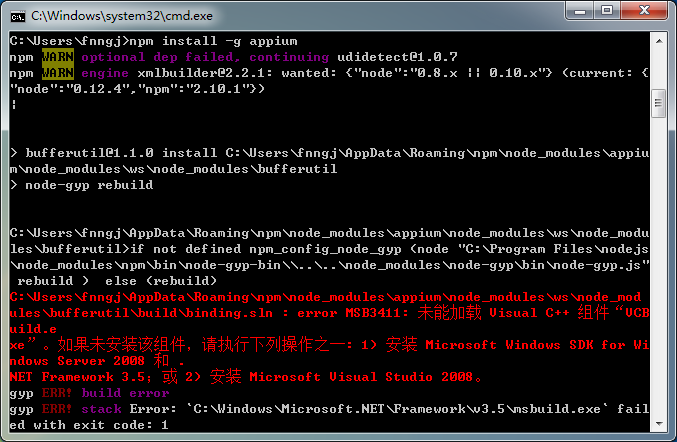 C:\Windows\system32\cmd.exe
C:\Users\fnngj>npm install -g appium
npm WARN optional dep failed, continuing udidetect@1.0.7
npm WARN engine xmlbuilder@2.2.1: wanted: {"node":"0.8.x || 0.10.x"} (current: {
"node":"0.12.4","npm":"2.10.1"})
¦
> bufferutil@1.1.0 install C:\Users\fnngj\AppData\Roaming\npm\node_modules\appiu
m\node_modules\ws\node_modules\bufferutil
> node-gyp rebuild
C:\Users\fnngj\AppData\Roaming\npm\node_modules\appium\node_modules\ws\node_modu
les\bufferutil>if not defined npm_config_node_gyp (node "C:\Program Files\nodejs
\node_modules\npm\bin\node-gyp-bin\\..\..\node_modules\node-gyp\bin\node-gyp.js"
 rebuild )  else (rebuild)
C:\Users\fnngj\AppData\Roaming\npm\node_modules\appium\node_modules\ws\node_mod
ules\bufferutil\build\binding.sln : error MSB3411: 未能加载 Visual C++ 组件“VCB
uild.e
xe”。如果未安装该组件，请执行下列操作之一: 1) 安装 Microsoft Windows SDK for Wi
ndows Server 2008 和 .
NET Framework 3.5；或 2) 安装 Microsoft Visual Studio 2008。
gyp ERR! build error
gyp ERR! stack Error: `C:\Windows\Microsoft.NET\Framework\v3.5\msbuild.exe` fail
ed with exit code: 1